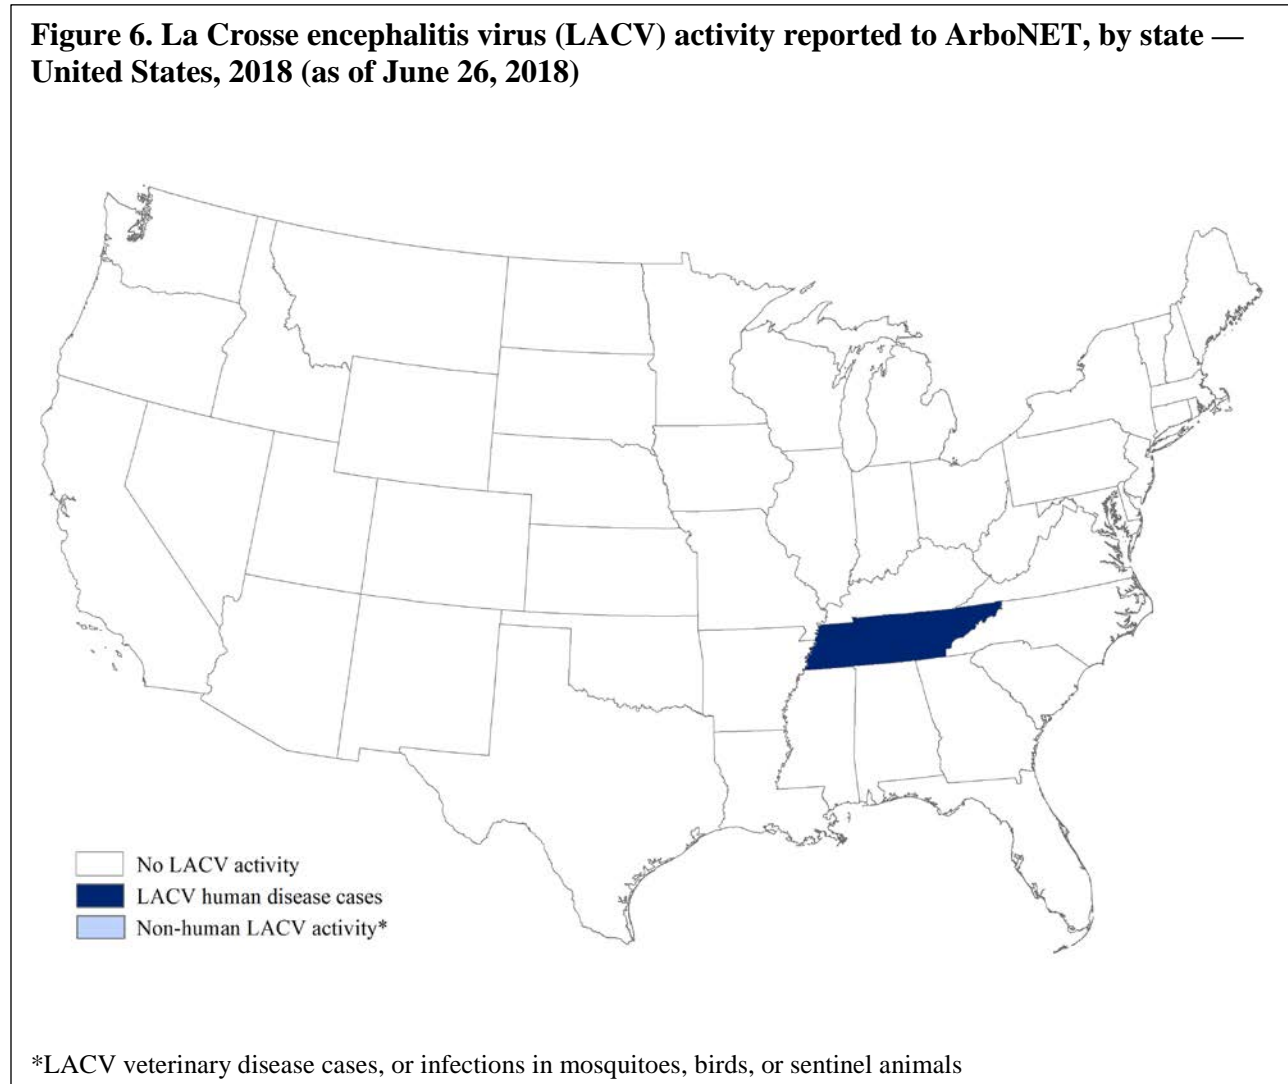 Figure 6. La Crosse encephalitis virus (LACV) activity reported to ArboNET, by state —
United States, 2018 (as of June 26, 2018)
No LACV activity
LACV human disease cases
Non-human LACV activity*
*LACV veterinary disease cases, or infections in mosquitoes, birds, or sentinel animals